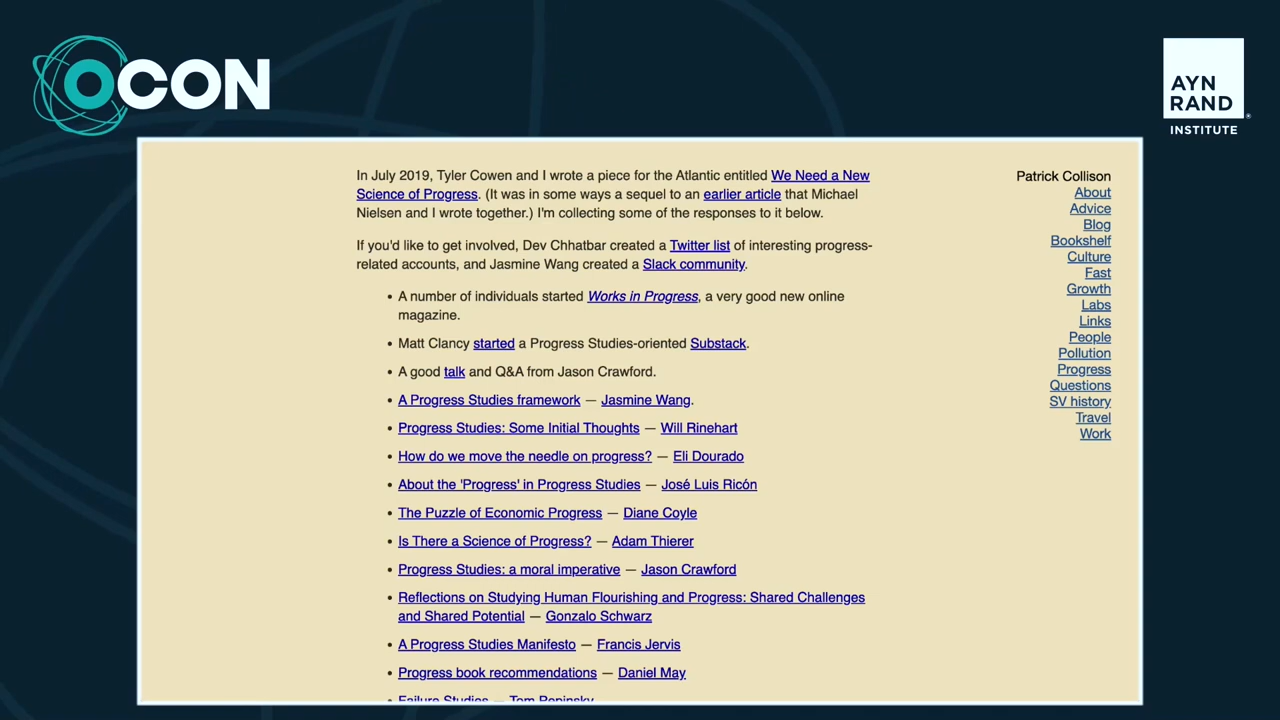 OCON
AYN
RAND
INSTITUTE
In July 2019, Tyler Cowen and I wrote a piece for the Atlantic entitled We Need a New
Science of Progress. (It was in some ways a sequel to an earlier article that Michael
Nielsen and I wrote together.) I'm collecting some of the responses to it below.
If you'd like to get involved, Dev Chhatbar created a Twitter list of interesting progress-
related accounts, and Jasmine Wang created a Slack community.
• A number of individuals started Works in Progress, a very good new online
magazine.
• Matt Clancy started a Progress Studies-oriented Substack.
• A good talk and Q&A from Jason Crawford.
• A Progress Studies framework — Jasmine Wang.
• Progress Studies: Some Initial Thoughts — Will Rinehart
• How do we move the needle on progress? — Eli Dourado
• About the 'Progress' in Progress Studies — José Luis Ricón
• The Puzzle of Economic Progress — Diane Coyle
• Is There a Science of Progress? — Adam Thierer
• Progress Studies: a moral imperative — Jason Crawford
• Reflections on Studying Human Flourishing and Progress: Shared Challenges
and Shared Potential — Gonzalo Schwarz
• A Progress Studies Manifesto — Francis Jervis
• Progress book recommendations — Daniel May
• Failure Studies — Tom Pepinsky
Patrick Collison
About
Advice
Blog
Bookshelf
Culture
Fast
Growth
Labs
Links
People
Pollution
Progress
Questions
SV history
Travel
Work